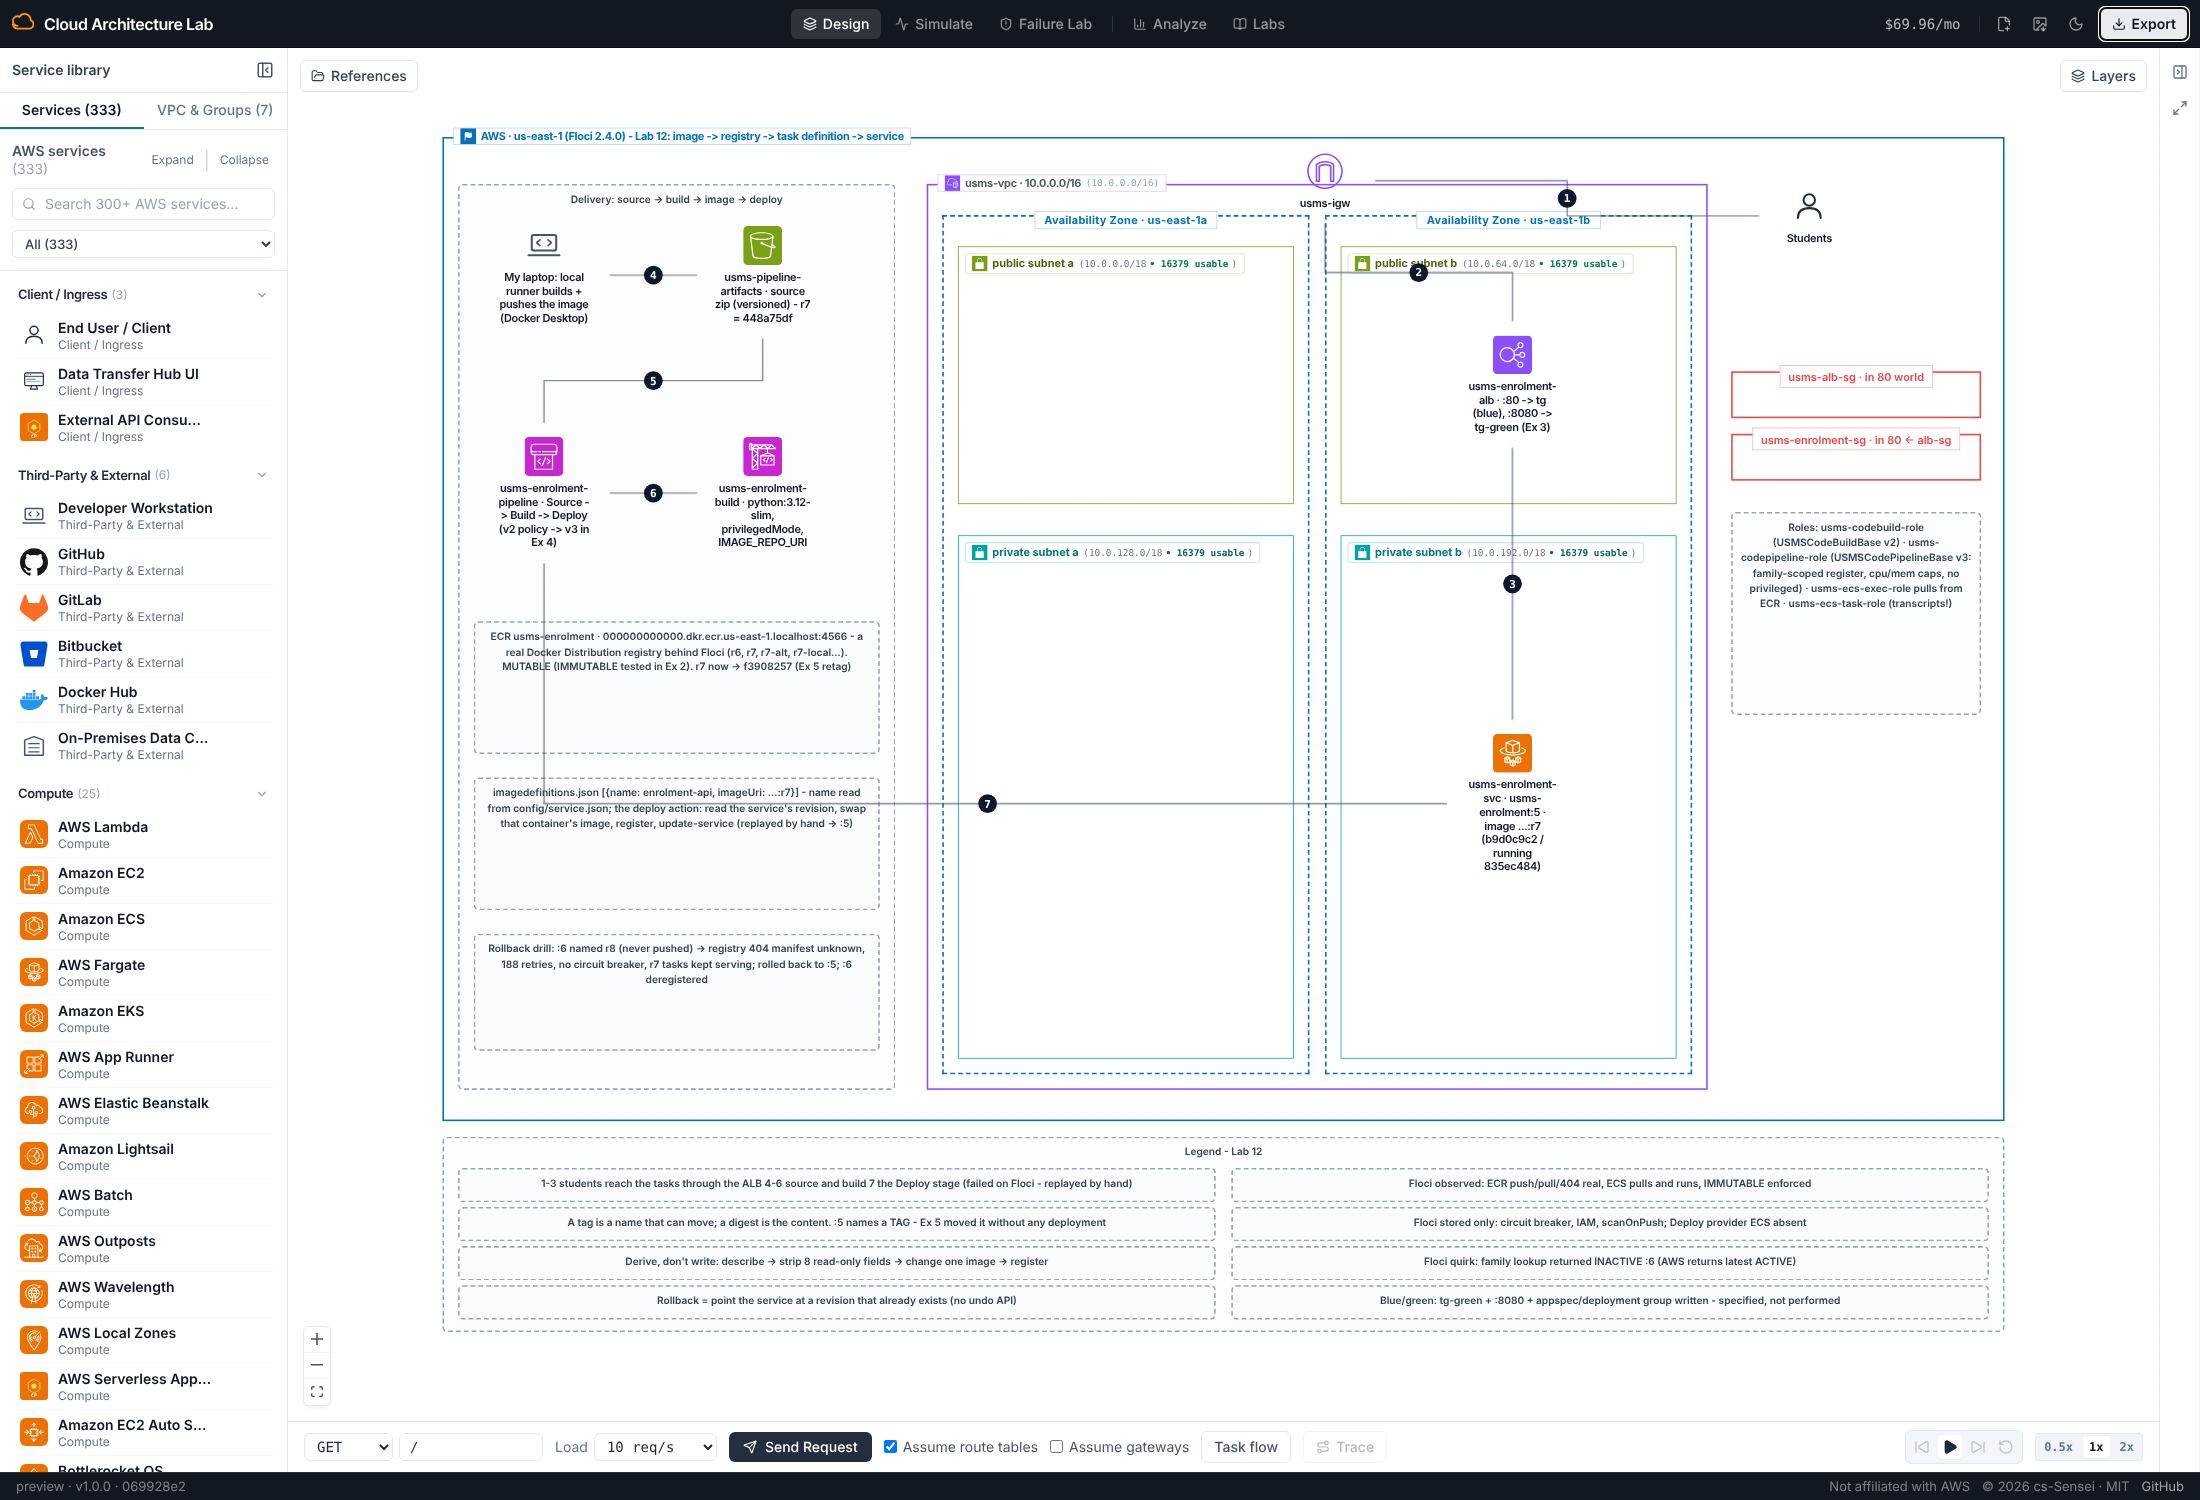 Cloud Architecture Lab
Design
Simulate
Failure Lab
Analyze
Labs
$69.96/mo
Export
Service library
Services (333)
VPC & Groups (7)
AWS services
(333)
Expand
Collapse
Search 300+ AWS services...
All (333)
Client / Ingress (3)
End User / Client
Client / Ingress
Data Transfer Hub UI
Client / Ingress
External API Consu...
Client / Ingress
Third-Party & External (6)
Developer Workstation
Third-Party & External
GitHub
Third-Party & External
GitLab
Third-Party & External
Bitbucket
Third-Party & External
Docker Hub
Third-Party & External
On-Premises Data C...
Third-Party & External
Compute (25)
AWS Lambda
Compute
Amazon EC2
Compute
Amazon ECS
Compute
AWS Fargate
Compute
Amazon EKS
Compute
AWS App Runner
Compute
AWS Elastic Beanstalk
Compute
Amazon Lightsail
Compute
AWS Batch
Compute
AWS Outposts
Compute
AWS Wavelength
Compute
AWS Local Zones
Compute
AWS Serverless App...
Compute
Amazon EC2 Auto S...
Compute
Bottlerocket OS
References
Layers
AWS · us-east-1 (Floci 2.4.0) - Lab 12: image -> registry -> task definition -> service
Delivery: source → build → image → deploy
My laptop: local
runner builds +
pushes the image
(Docker Desktop)
4
usms-pipeline-
artifacts · source
zip (versioned) - r7
= 448a75df
5
usms-enrolment-
pipeline · Source -
> Build -> Deploy
(v2 policy -> v3 in
Ex 4)
6
usms-enrolment-
build · python:3.12-
slim,
privilegedMode,
IMAGE_REPO_URI
ECR usms-enrolment · 000000000000.dkr.ecr.us-east-1.localhost:4566 - a
real Docker Distribution registry behind Floci (r6, r7, r7-alt, r7-local...).
MUTABLE (IMMUTABLE tested in Ex 2). r7 now → f3908257 (Ex 5 retag)
imagedefinitions.json [{name: enrolment-api, imageUri: ...:r7}] - name read
from config/service.json; the deploy action: read the service's revision, swap
that container's image, register, update-service (replayed by hand → :5)
7
Rollback drill: :6 named r8 (never pushed) → registry 404 manifest unknown,
188 retries, no circuit breaker, r7 tasks kept serving; rolled back to :5; :6
deregistered
usms-vpc · 10.0.0.0/16 (10.0.0.0/16)
usms-igw
1
Students
Availability Zone · us-east-1a
Availability Zone · us-east-1b
public subnet a (10.0.0.0/18 • 16379 usable )
public subnet b (10.0.64.0/18 • 16379 usable )
2
usms-enrolment-
alb · :80 -> tg
(blue), :8080 ->
tg-green (Ex 3)
private subnet a (10.0.128.0/18 • 16379 usable )
private subnet b (10.0.192.0/18 • 16379 usable )
3
usms-enrolment-
svc · usms-
enrolment:5 ·
image ...:r7
(b9d0c9c2 /
running
835ec484)
usms-alb-sg · in 80 world
usms-enrolment-sg · in 80 ← alb-sg
Roles: usms-codebuild-role
(USMSCodeBuildBase v2) · usms-
codepipeline-role (USMSCodePipelineBase v3:
family-scoped register, cpu/mem caps, no
privileged) · usms-ecs-exec-role pulls from
ECR · usms-ecs-task-role (transcripts!)
Legend - Lab 12
1-3 students reach the tasks through the ALB 4-6 source and build 7 the Deploy stage (failed on Floci - replayed by hand)
Floci observed: ECR push/pull/404 real, ECS pulls and runs, IMMUTABLE enforced
A tag is a name that can move; a digest is the content. :5 names a TAG - Ex 5 moved it without any deployment
Floci stored only: circuit breaker, IAM, scanOnPush; Deploy provider ECS absent
Derive, don't write: describe → strip 8 read-only fields → change one image → register
Floci quirk: family lookup returned INACTIVE :6 (AWS returns latest ACTIVE)
Rollback = point the service at a revision that already exists (no undo API)
Blue/green: tg-green + :8080 + appspec/deployment group written - specified, not performed
GET
/
Load
10 req/s
Send Request
Assume route tables
Assume gateways
Task flow
Trace
0.5x
1x
2x
preview · v1.0.0 · 069928e2
Not affiliated with AWS
© 2026 cs-Sensei · MIT
GitHub